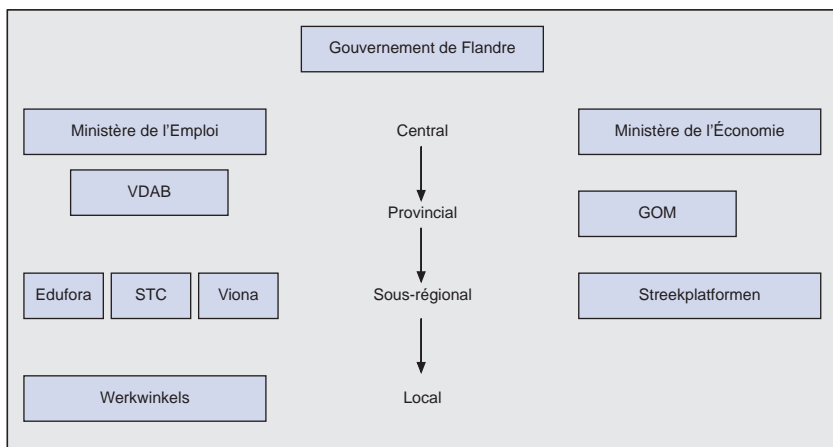 Gouvernement de Flandre
Ministère de l'Emploi
Central
Ministère de l'Économie
VDAB
Provincial
GOM
Edufora
STC
Viona
Sous-régional
Streekplatformen
Werkwinkels
Local